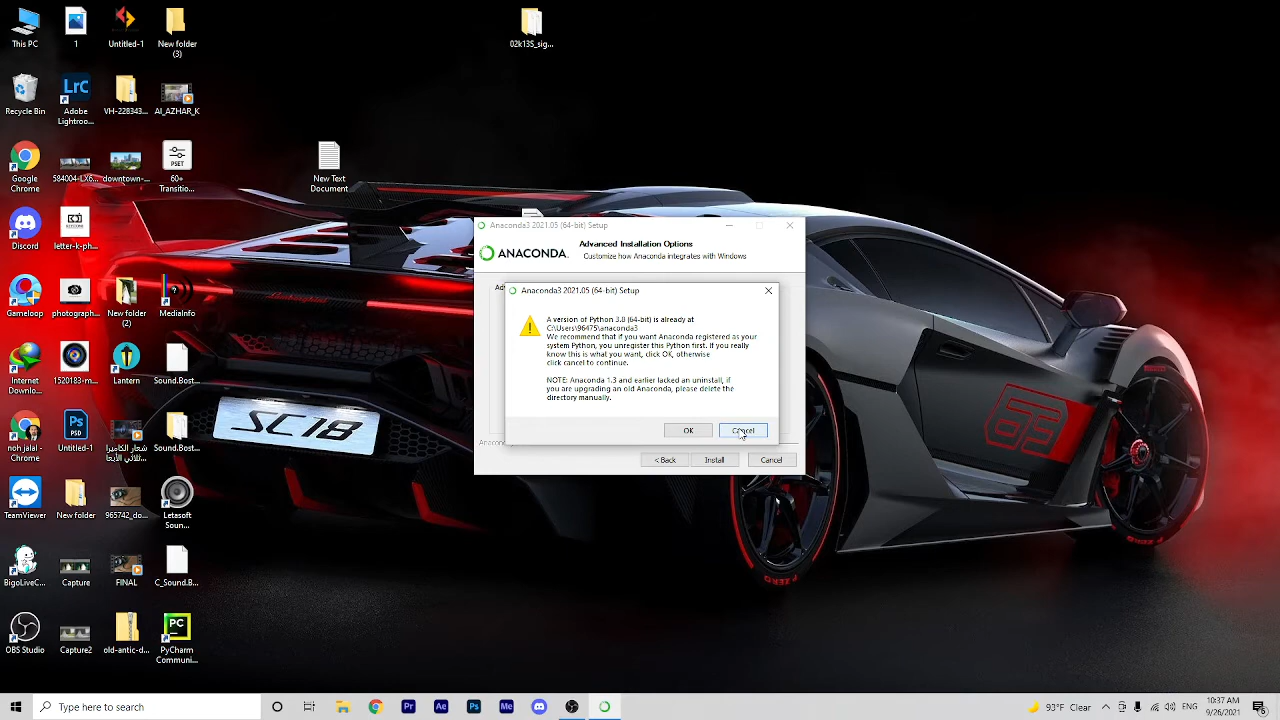 This PC
1
Untitled-1
New folder
(3)
02k135_sig...
Recycle Bin
Adobe
Lightroo...
VH-228343...
AI_AZHAR_K
Google
Chrome
584004-LX6...
downtown-...
60+
Transitio...
PSET
New Text
Document
Discord
letter-k-ph...
Gameloop
photograph...
New folder
(2)
MediaInfo
Internet
Downloa...
1520183-m...
Lantern
Sound.Bost...
noh jalai -
Chrome
Untitled-1
Sound.Bost...
TeamViewer
New folder
965742_do...
Letasoft
Soun...
BigoLiveC...
Capture
FINAL
C_Sound.B...
OBS Studio
Capture2
old-antic-d...
PyCharm
Communi...
SC18
63
P ZERO
Anaconda3 2021.05 (64-bit) Setup
ANACONDA.
Advanced Installation Options
Customize how Anaconda integrates with Windows
Anaconda3 2021.05 (64-bit) Setup
A version of Python 3.8 (64-bit) is already at
C:\Users\96475\anaconda3
We recommend that if you want Anaconda registered as your
system Python, you unregister this Python first. If you really
know this is what you want, click OK, otherwise
click cancel to continue.
NOTE: Anaconda 1.3 and earlier lacked an uninstall, if
you are upgrading an old Anaconda, please delete the
directory manually.
OK
Cancel
< Back
Install
Cancel
Type here to search
93°F Clear
ENG
10:37 AM
9/26/2021